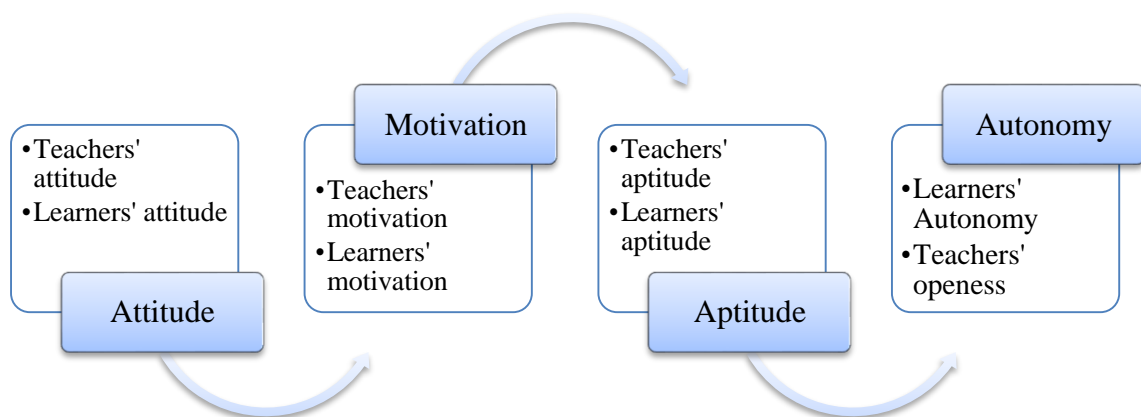 •Teachers'
attitude
•Learners' attitude
Attitude
Motivation
•Teachers'
motivation
•Learners'
motivation
•Teachers'
aptitude
•Learners'
aptitude
Aptitude
Autonomy
•Learners'
Autonomy
•Teachers'
openess